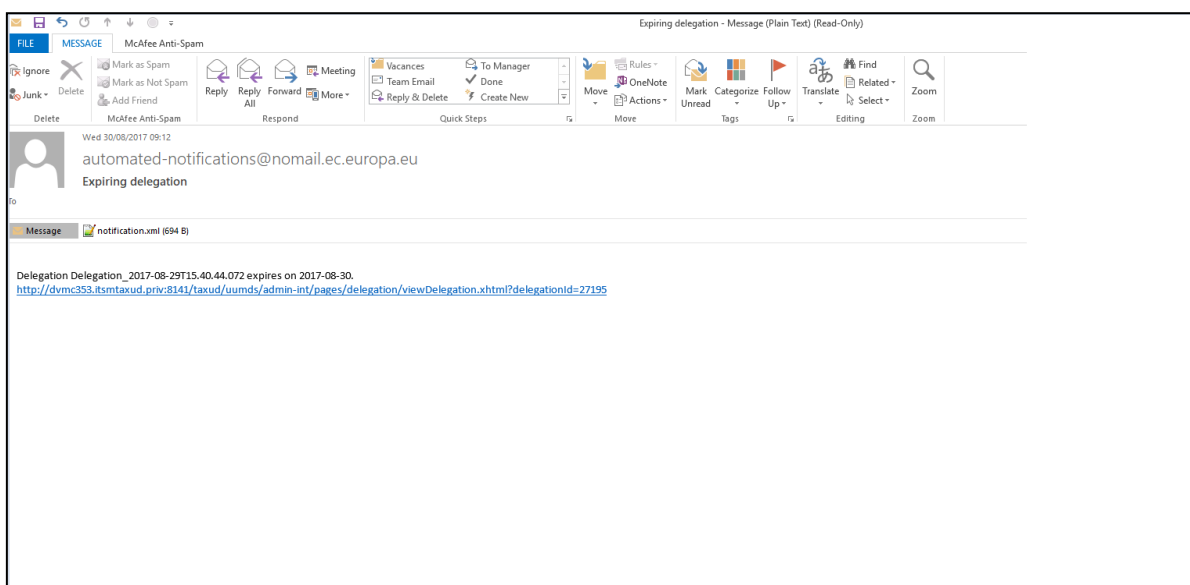 Expiring delegation - Message (Plain Text) (Read-Only)
FILE MESSAGE McAfee Anti-Spam
Ignore
Junk
Delete
Delete
Mark as Spam
Mark as Not Spam
Add Friend
McAfee Anti-Spam
Reply
Reply All
Forward
Meeting
More
Respond
Vacances
Team Email
Reply & Delete
To Manager
Done
Create New
Quick Steps
Move
Rules
OneNote
Actions
Move
Mark Unread
Categorize
Follow Up
Tags
Translate
Find
Related
Select
Editing
Zoom
Zoom
Wed 30/08/2017 09:12
automated-notifications@nomail.ec.europa.eu
Expiring delegation
To
Message notification.xml (694 B)
Delegation Delegation_2017-08-29T15.40.44.072 expires on 2017-08-30.
http://dvmc353.itsmtaxud.priv:8141/taxud/uumds/admin-int/pages/delegation/viewDelegation.xhtml?delegationId=27195